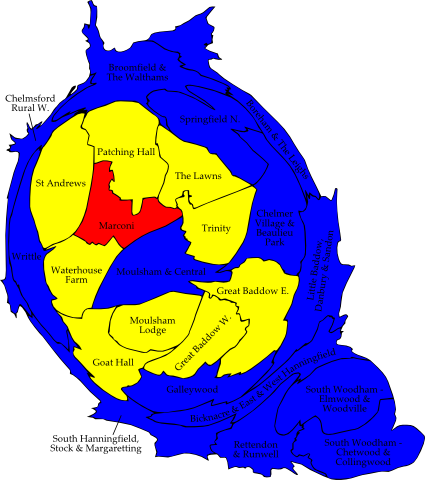 Broomfield &
The Walthams
Chelmsford
Rural W.
Boreham & The Leighs
Springfield N.
Patching Hall
The Lawns
St Andrews
Marconi
Trinity
Chelmer
Village &
Beaulieu
Park
Writtle
Waterhouse
Farm
Moulsham & Central
Little Baddow,
Danbury & Sandon
Great Baddow E.
Moulsham
Lodge
Great Baddow W.
Goat Hall
Galleywood
Bicknacre & East & West Hanningfield
South Woodham -
Elmwood &
Woodville
South Hanningfield,
Stock & Margaretting
Rettendon
& Runwell
South Woodham -
Chetwood &
Collingwood